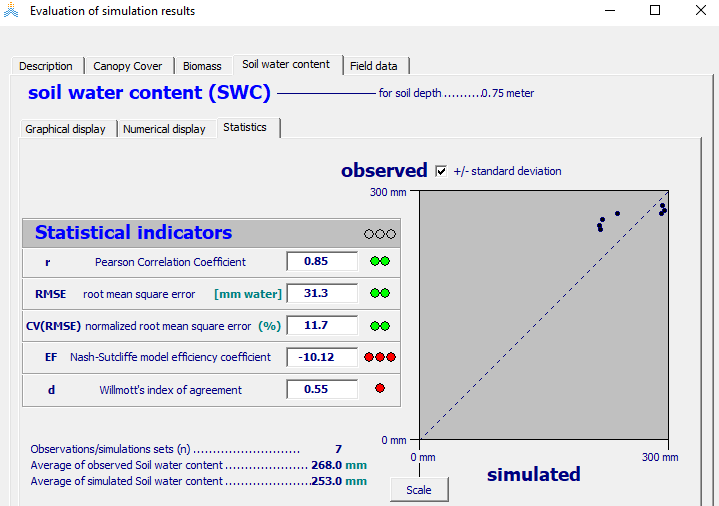 Evaluation of simulation results
Description Canopy Cover Biomass Soil water content Field data
soil water content (SWC) for soil depth ..........0.75 meter
Graphical display Numerical display Statistics
observed +/- standard deviation
300 mm
Statistical indicators
r Pearson Correlation Coefficient 0.85
RMSE root mean square error [mm water] 31.3
CV(RMSE) normalized root mean square error (%) 11.7
EF Nash-Sutcliffe model efficiency coefficient -10.12
d Willmott's index of agreement 0.55
0 mm
0 mm 300 mm
simulated
Observations/simulations sets (n) ........................... 7
Average of observed Soil water content ...................... 268.0 mm
Average of simulated Soil water content ...................... 253.0 mm
Scale